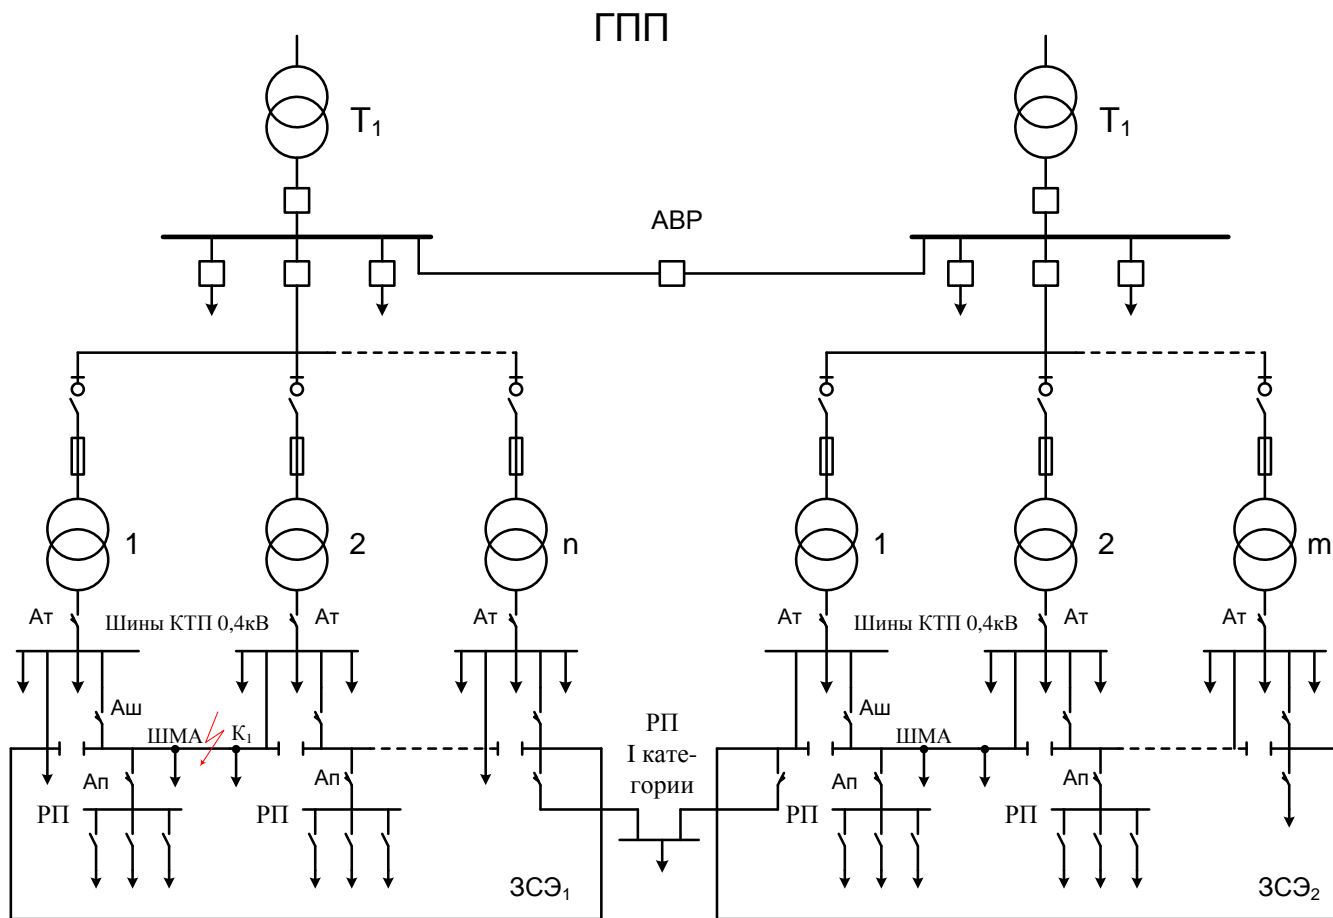 ГПП
Т₁
Т₁
АВР
1
2
n
1
2
m
Ат
Шины КТП 0,4кВ
Ат
Ат
Ат
Шины КТП 0,4кВ
Ат
Ат
Аш
ШМА
К₁
РП
I кате-
гории
Аш
ШМА
Ап
РП
Ап
РП
Ап
РП
Ап
РП
ЗСЭ₁
ЗСЭ₂